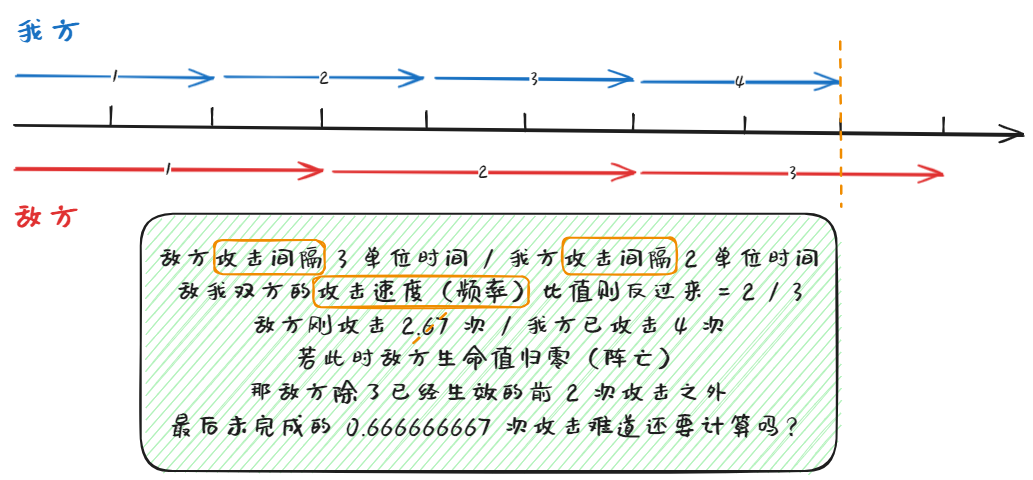 我方
1 2 3 4
1 2 3
敌方
敌方攻击间隔 3 单位时间 / 我方攻击间隔 2 单位时间
敌我双方的攻击速度（频率）比值则反过来 = 2 / 3
敌方刚攻击 2.67 次 / 我方已攻击 4 次
若此时敌方生命值归零（阵亡）
那敌方除了已经生效的前 2 次攻击之外
最后未完成的 0.666666667 次攻击难道还要计算吗？